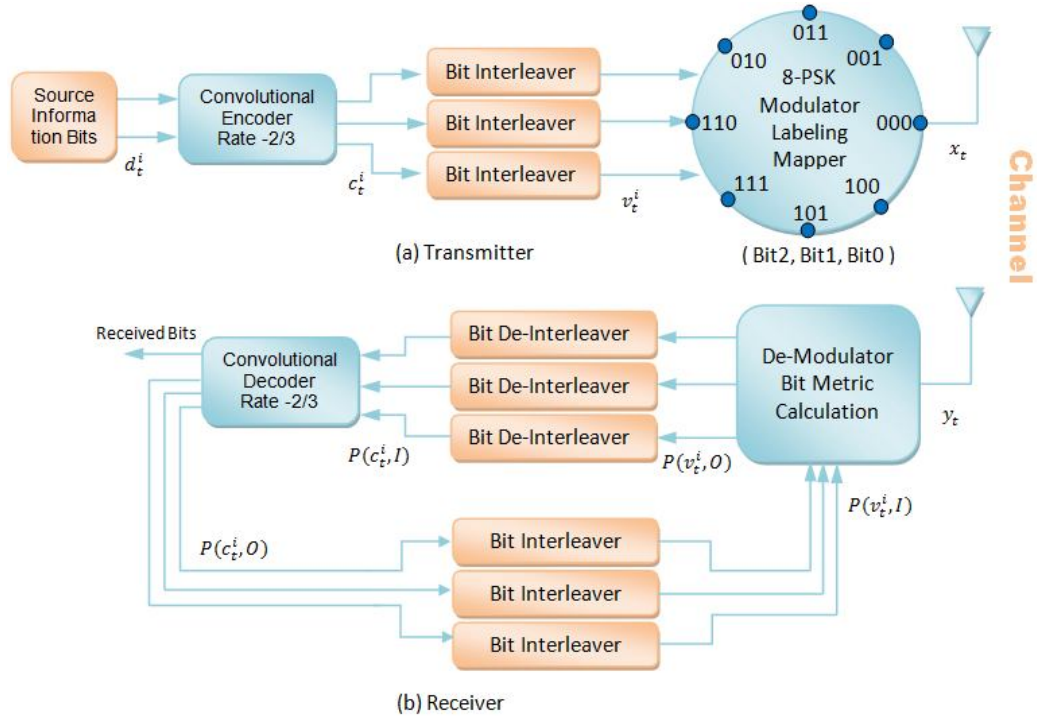 Source
Informa
tion Bits
d_t^i
Convolutional
Encoder
Rate -2/3
c_t^i
Bit Interleaver
Bit Interleaver
Bit Interleaver
v_t^i
011
010
001
8-PSK
Modulator
Labeling
Mapper
110
000
111
100
101
x_t
(a) Transmitter
( Bit2, Bit1, Bit0 )
Channel
Received Bits
Convolutional
Decoder
Rate -2/3
Bit De-Interleaver
Bit De-Interleaver
Bit De-Interleaver
De-Modulator
Bit Metric
Calculation
y_t
P(c_t^i, I)
P(v_t^i, O)
P(v_t^i, I)
P(c_t^i, O)
Bit Interleaver
Bit Interleaver
Bit Interleaver
(b) Receiver